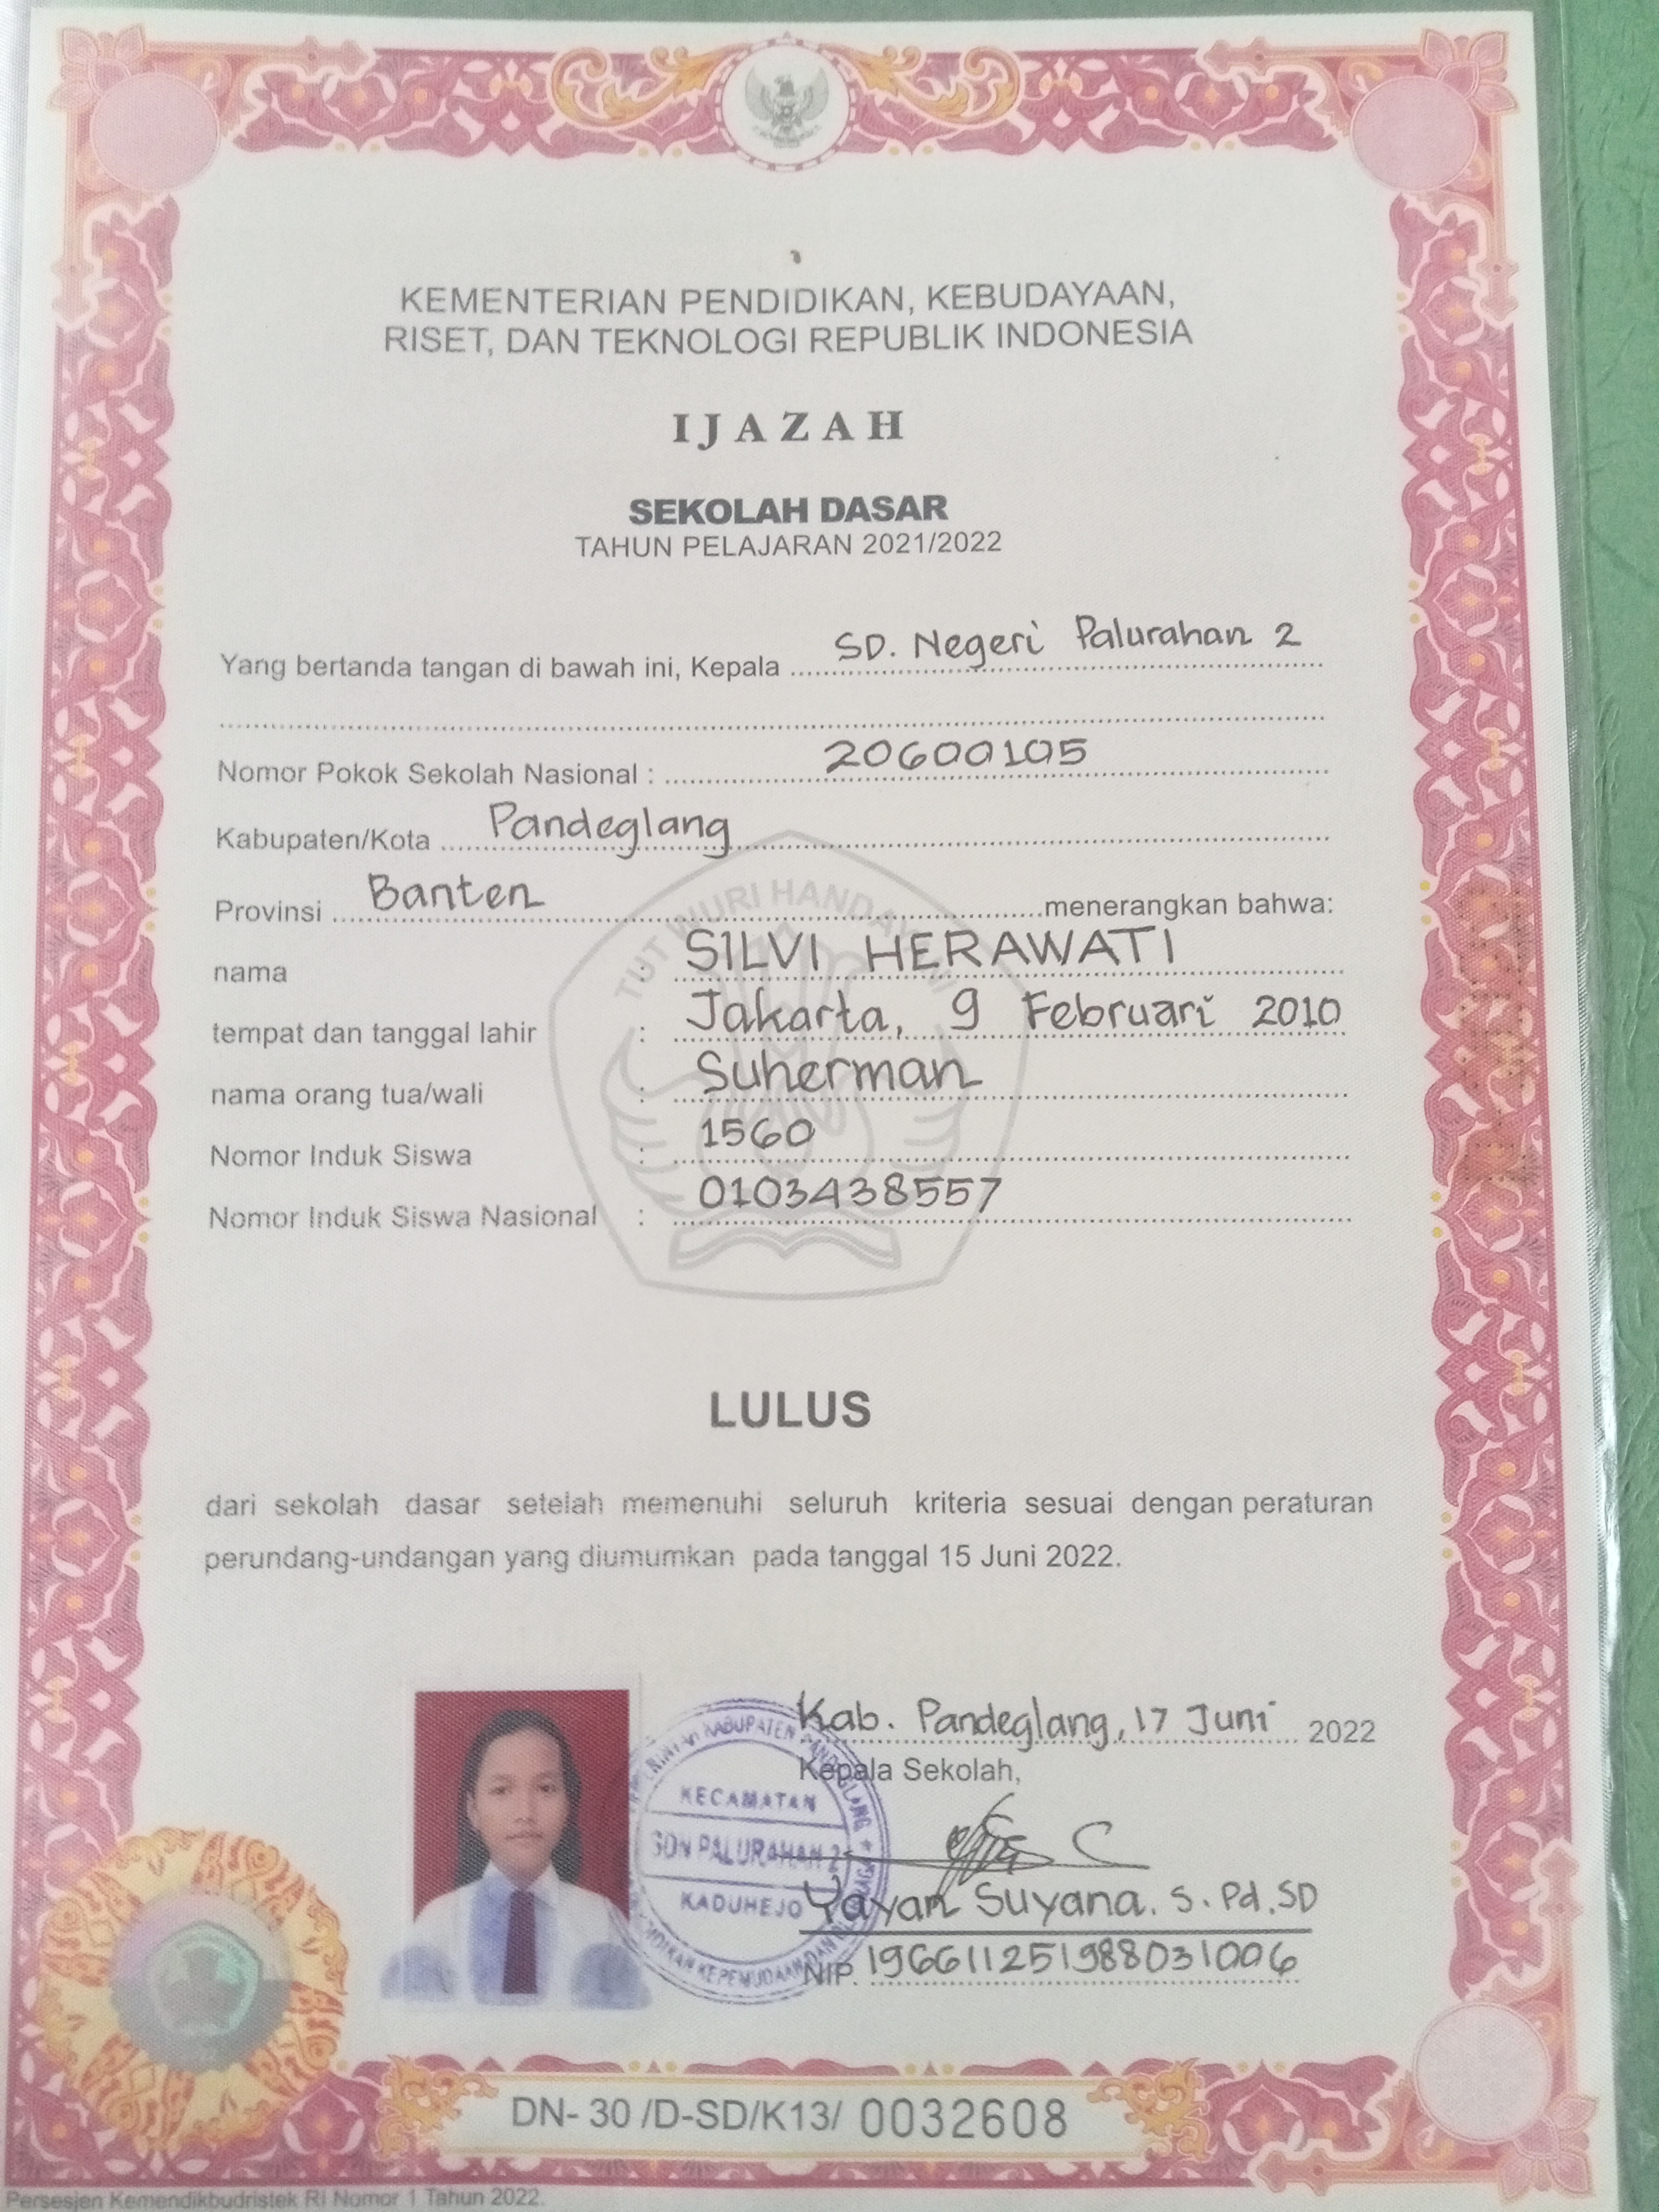 KEMENTERIAN PENDIDIKAN, KEBUDAYAAN,
RISET, DAN TEKNOLOGI REPUBLIK INDONESIA
IJAZAH
SEKOLAH DASAR
TAHUN PELAJARAN 2021/2022
Yang bertanda tangan di bawah ini, Kepala SD. Negeri Palurahan 2
Nomor Pokok Sekolah Nasional : 20600105
Kabupaten/Kota Pandeglang
Provinsi Banten menerangkan bahwa:
TUT WURI HANDAYANI
nama : SILVI HERAWATI
tempat dan tanggal lahir : Jakarta, 9 Februari 2010
nama orang tua/wali : Suherman
Nomor Induk Siswa : 1560
Nomor Induk Siswa Nasional : 0103438557
LULUS
dari sekolah dasar setelah memenuhi seluruh kriteria sesuai dengan peraturan
perundang-undangan yang diumumkan pada tanggal 15 Juni 2022.
Kab. Pandeglang, 17 Juni 2022
Kepala Sekolah,
KABUPATEN PANDEGLANG
KECAMATAN
SDN PALURAHAN 2
KADUHEJO
Yayan Suyana. S. Pd. SD
NIP. 196611251988031006
DN- 30 /D-SD/K13/ 0032608
Persesjen Kemendikbudristek RI Nomor 1 Tahun 2022.